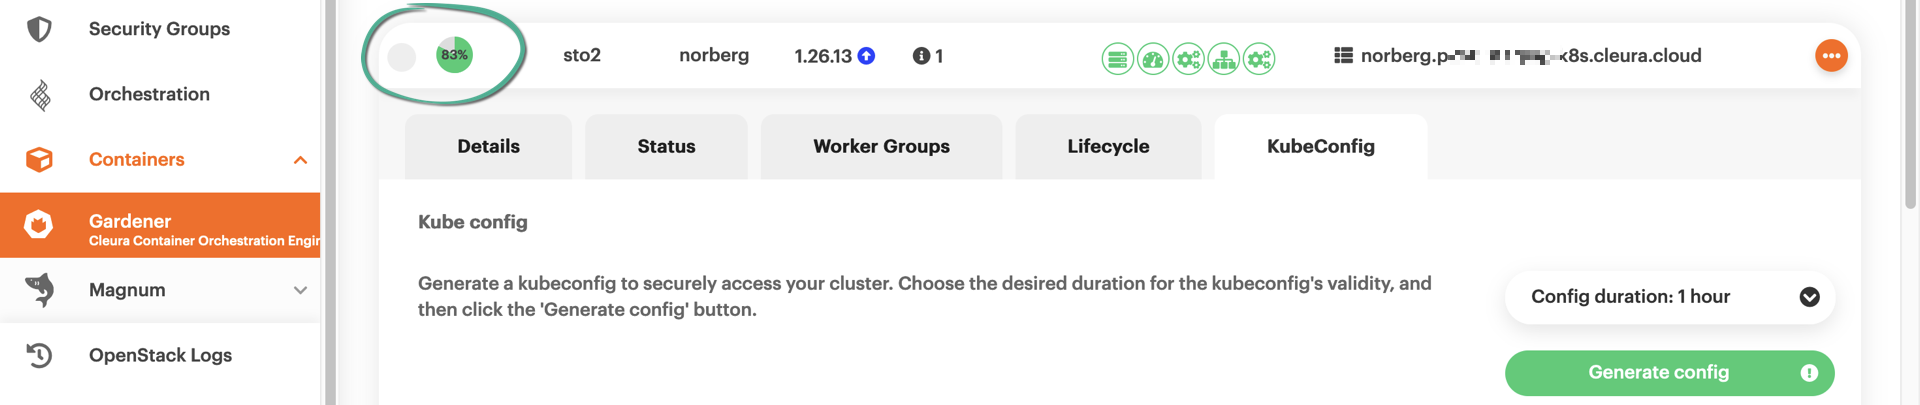 Security Groups
Orchestration
Containers
Gardener
Cleura Container Orchestration Engin
Magnum
OpenStack Logs
83%
sto2
norberg
1.26.13
1
norberg.p k8s.cleura.cloud
Details
Status
Worker Groups
Lifecycle
KubeConfig
Kube config
Generate a kubeconfig to securely access your cluster. Choose the desired duration for the kubeconfig's validity, and
then click the 'Generate config' button.
Config duration: 1 hour
Generate config